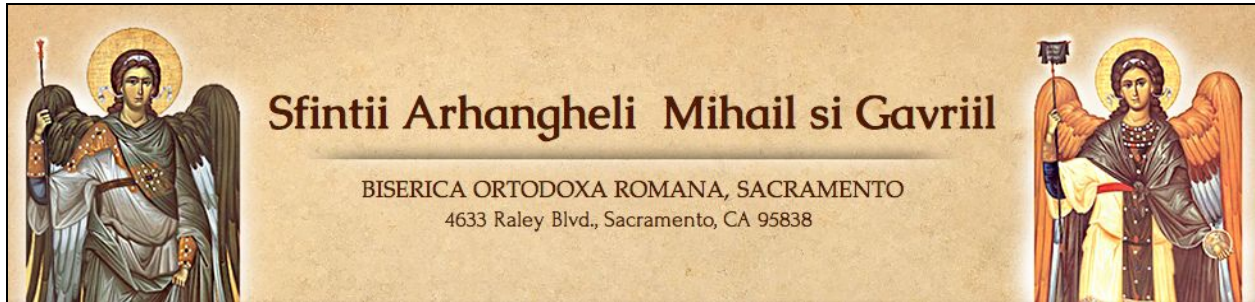 Sfintii Arhangheli Mihail si Gavriil
BISERICA ORTODOXA ROMANA, SACRAMENTO
4633 Raley Blvd., Sacramento, CA 95838